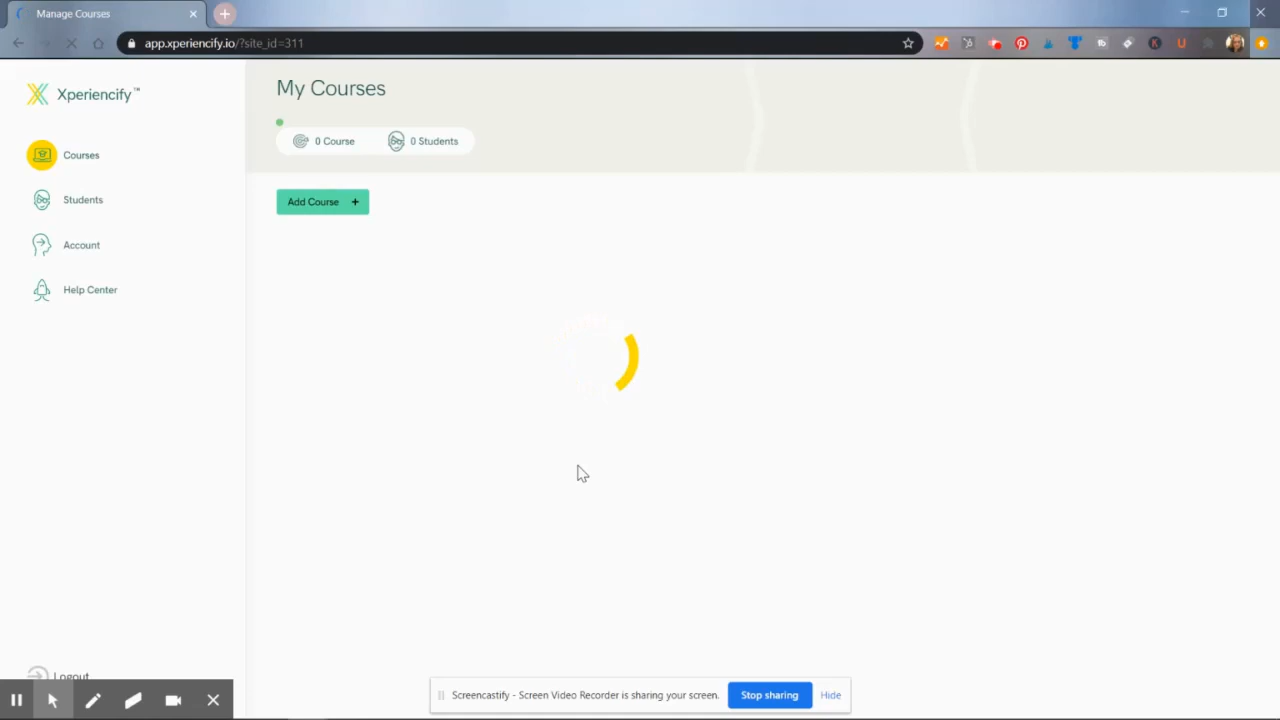 Manage Courses
app.xperiencify.io/?site_id=311
Xperiencify™
My Courses
0 Course
0 Students
Courses
Add Course +
Students
Account
Help Center
Logout
Screencastify - Screen Video Recorder is sharing your screen.
Stop sharing
Hide